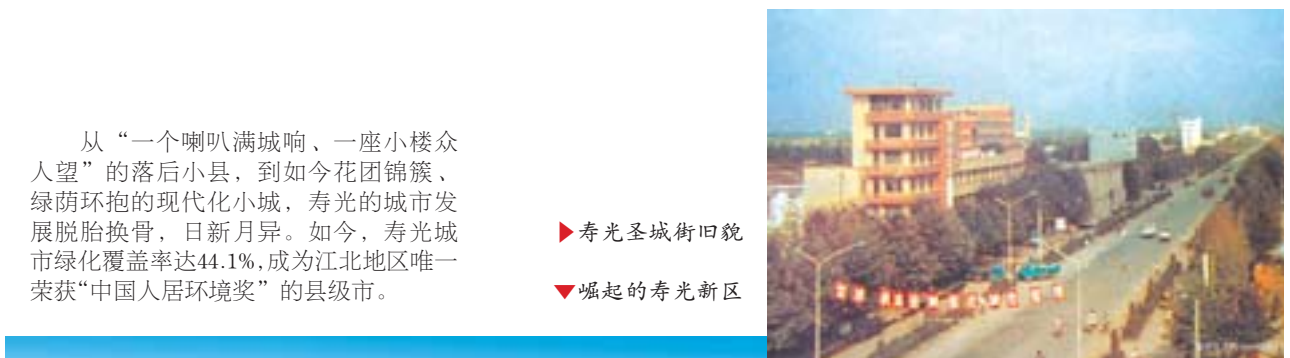 从“一个喇叭满城响、一座小楼众
人望”的落后小县，到如今花团锦簇、
绿荫环抱的现代化小城，寿光的城市发
展脱胎换骨，日新月异。如今，寿光城
市绿化覆盖率达44.1%,成为江北地区唯一
荣获“中国人居环境奖”的县级市。
▶寿光圣城街旧貌
▼崛起的寿光新区